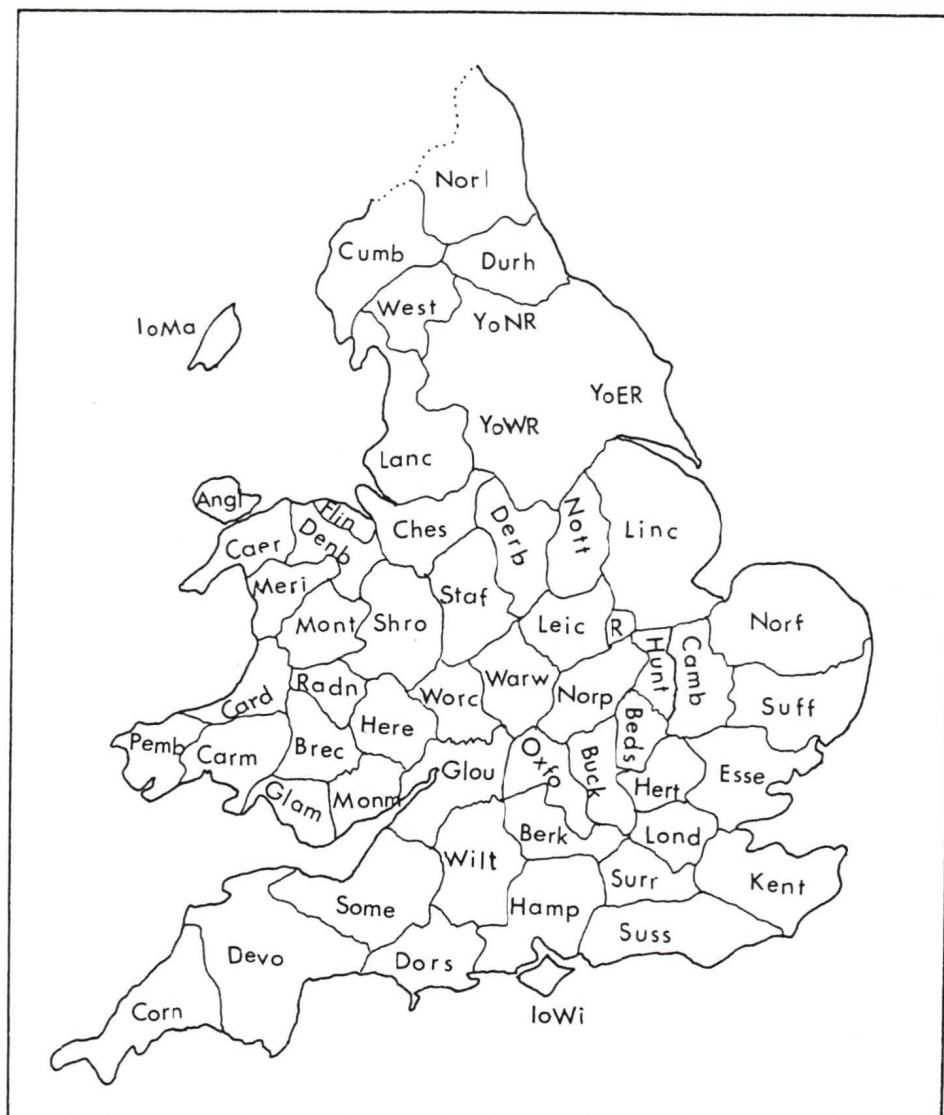 Norl
Cumb
Durh
West
IoMa
YoNR
YoER
YoWR
Lanc
Angl
Flin
Denb
Caer
Ches
Derb
Nott
Linc
Meri
Staf
Mont
Shro
Leic
R
Norf
Hunt
Camb
Radn
Card
Worc
Warw
Norp
Suff
Here
Beds
Pemb
Carm
Brec
Glou
Oxfo
Buck
Hert
Esse
Glam
Monm
Berk
Lond
Wilt
Surr
Kent
Some
Hamp
Suss
Devo
Dors
Corn
IoWi